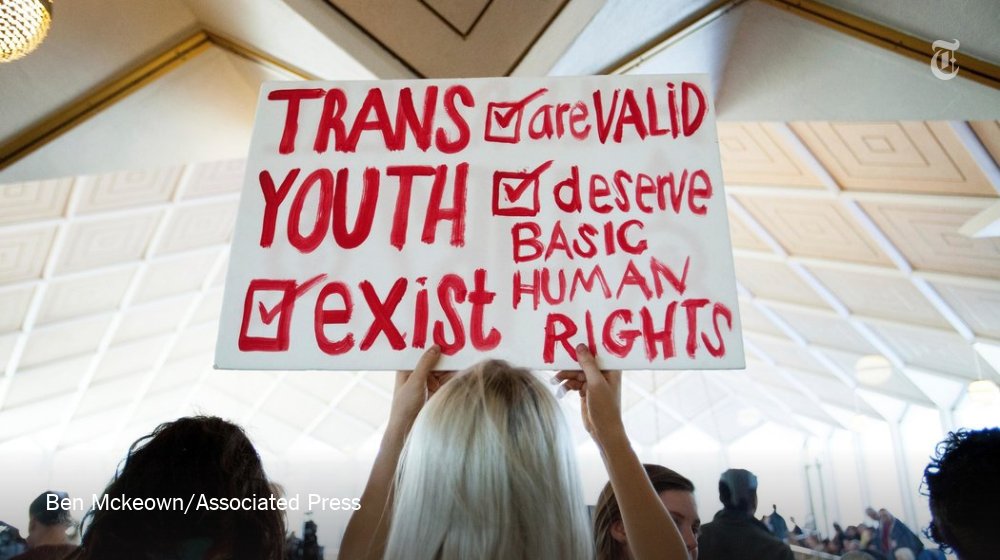 TRANS
YOUTH
☑ exist
☑ are VALID
☑ deserve
BASIC
HUMAN
RIGHTS
T
Ben Mckeown/Associated Press